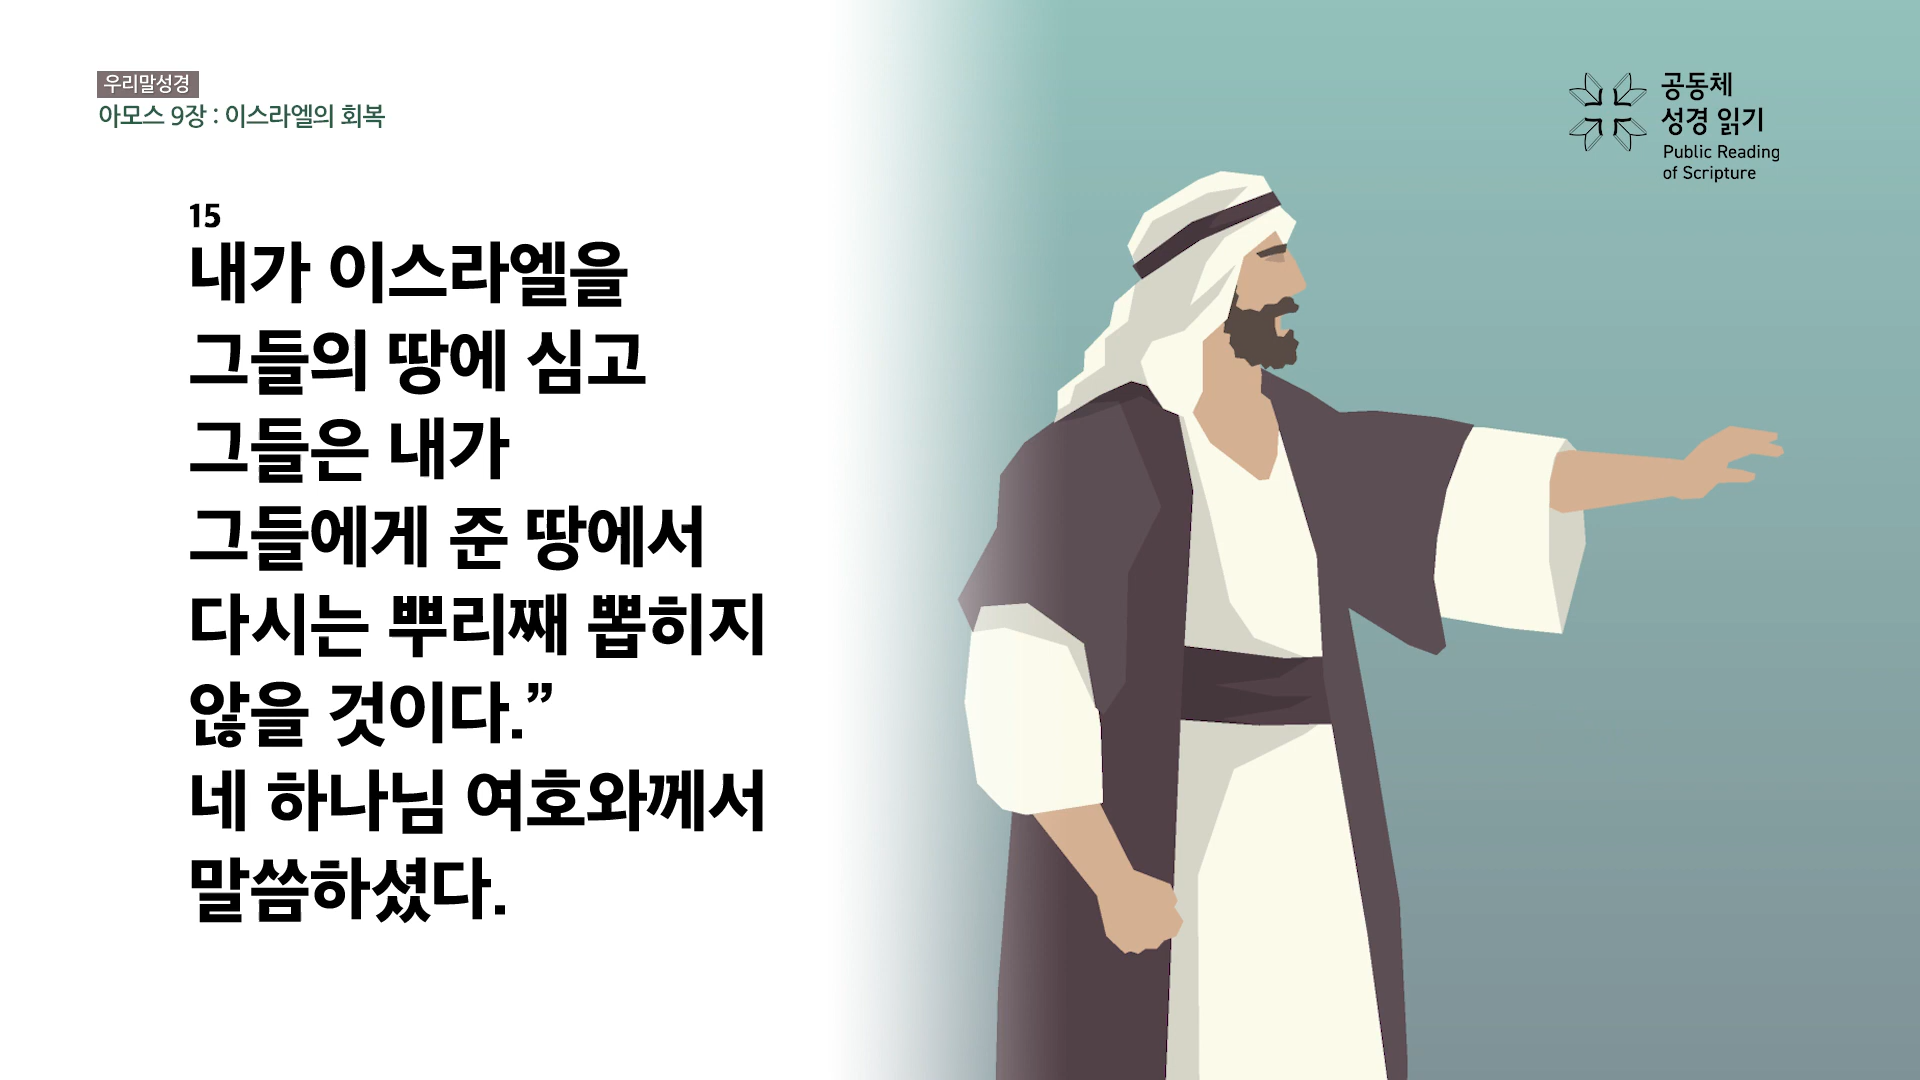 우리말성경
아모스 9장 : 이스라엘의 회복
공동체
성경 읽기
Public Reading
of Scripture
15
내가 이스라엘을
그들의 땅에 심고
그들은 내가
그들에게 준 땅에서
다시는 뿌리째 뽑히지
않을 것이다.”
네 하나님 여호와께서
말씀하셨다.